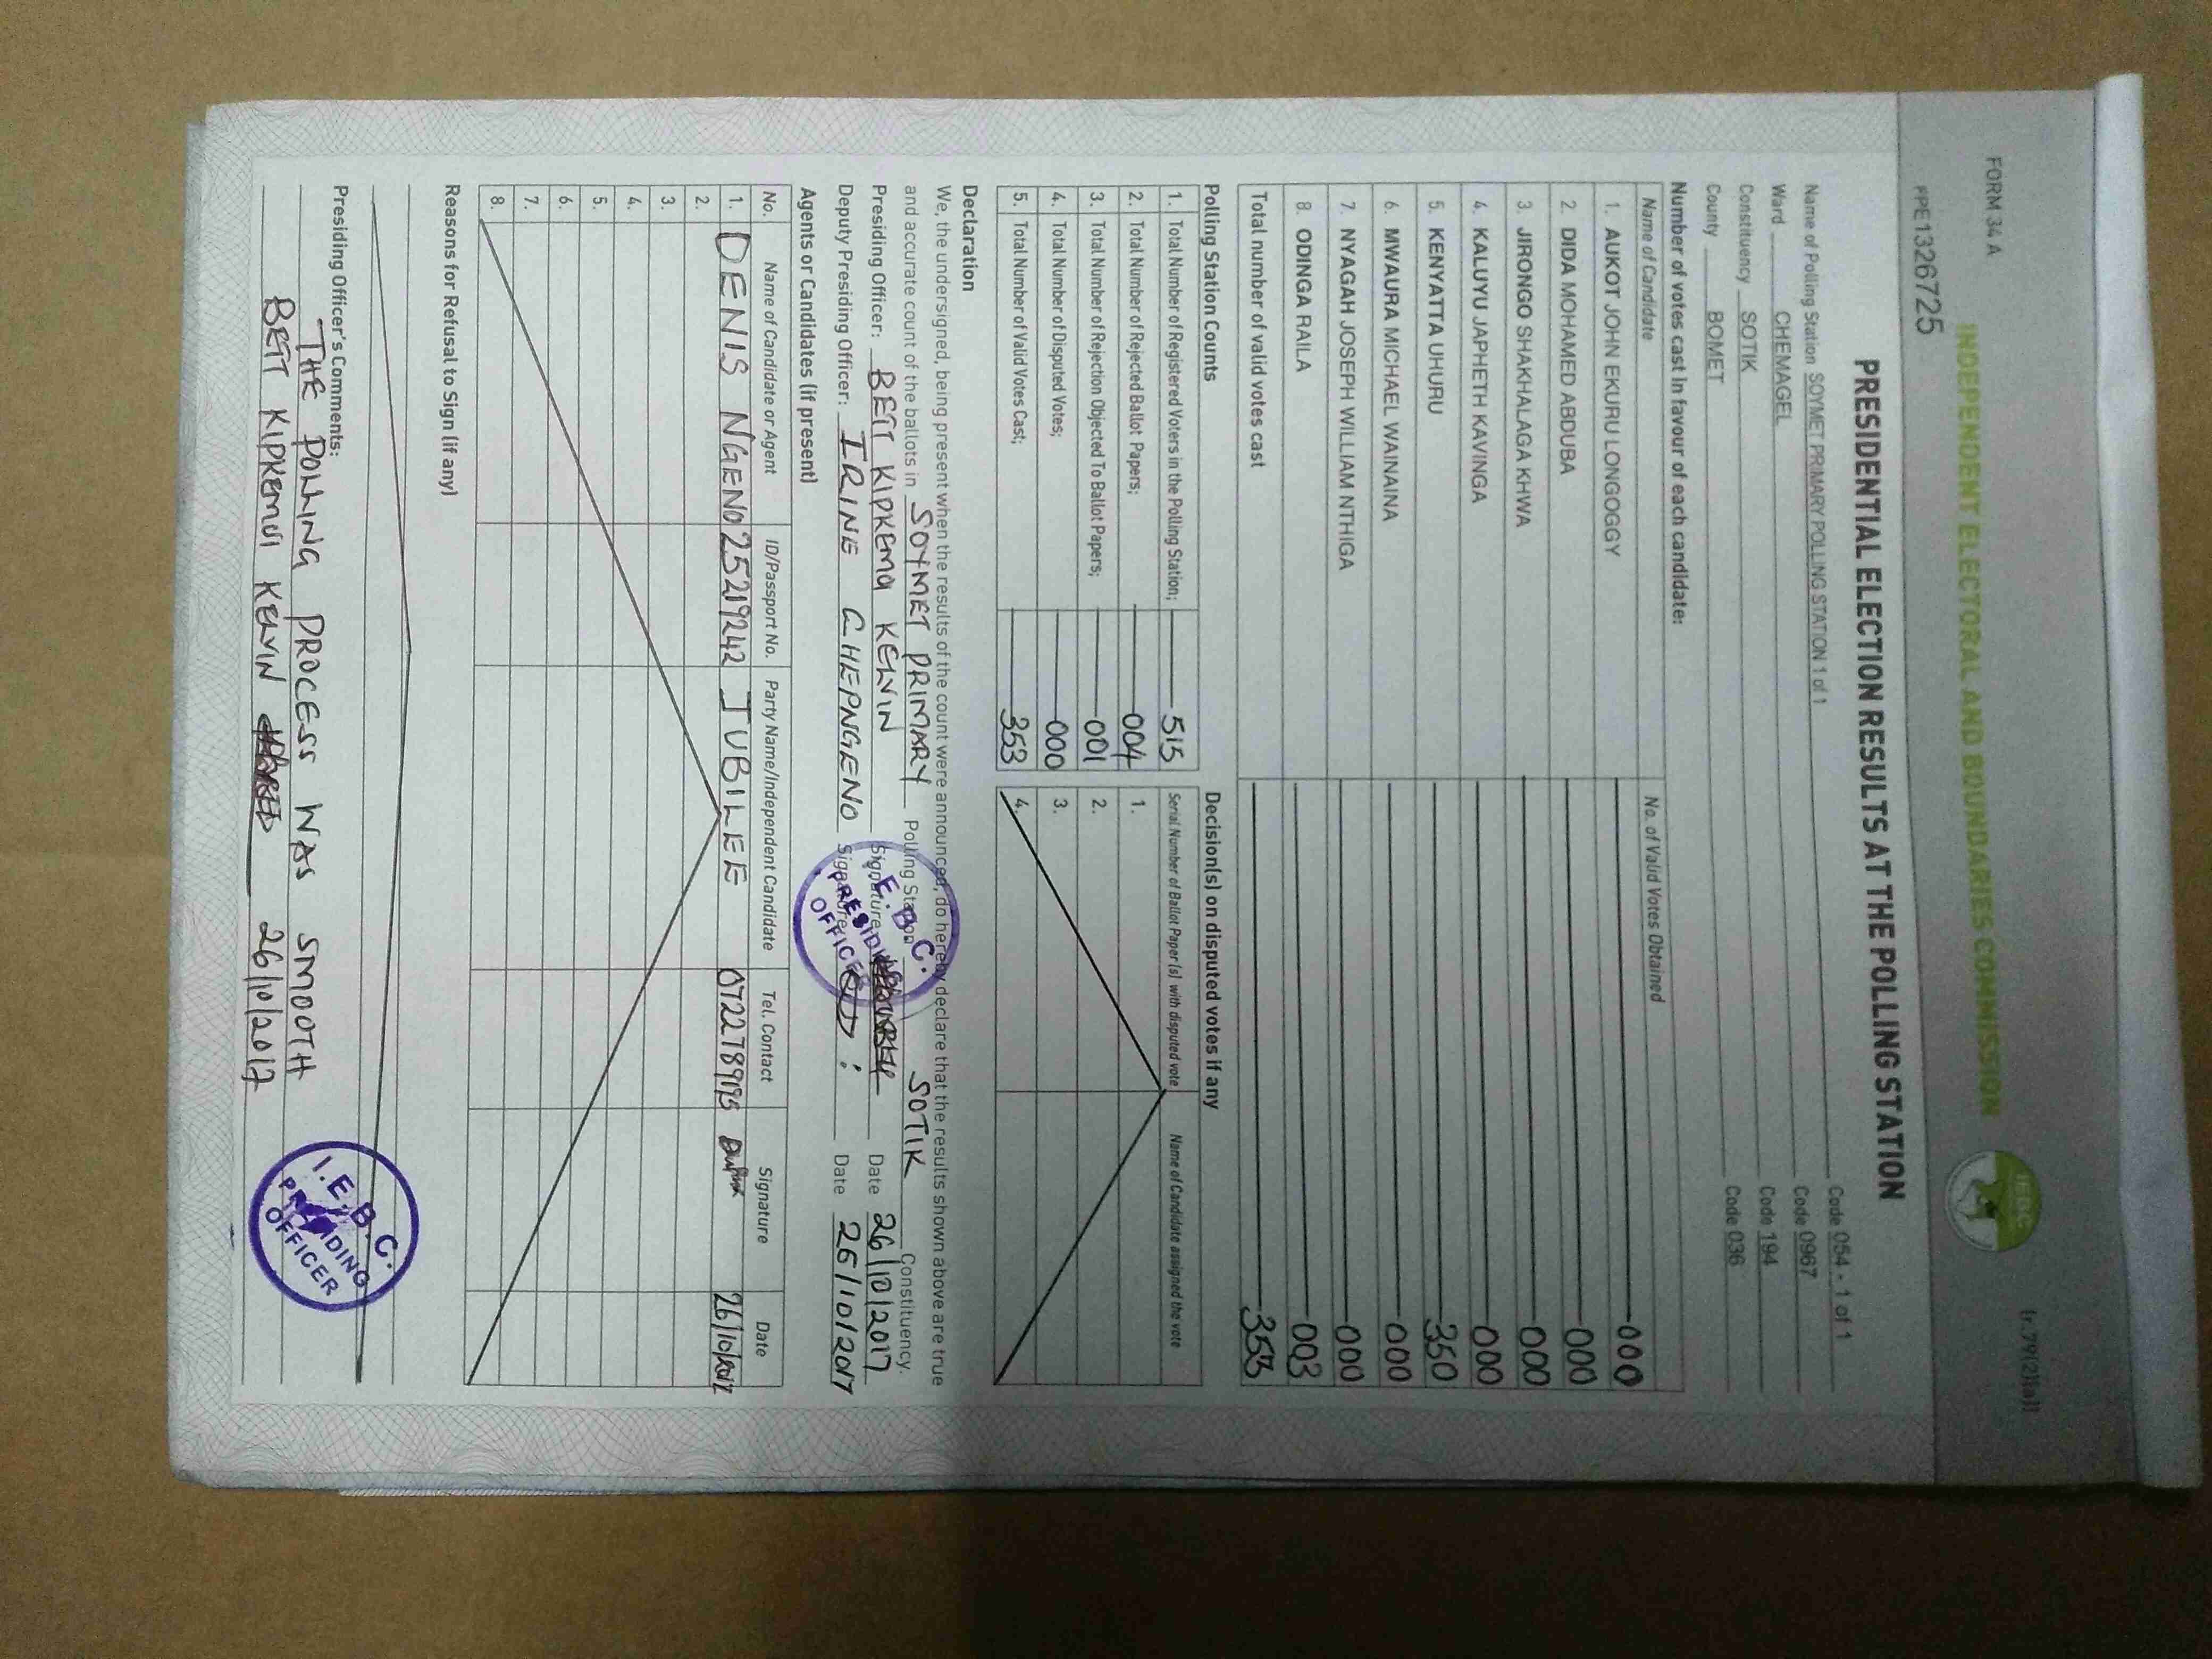 FORM 34 A
(r.79(2)(a))
INDEPENDENT ELECTORAL AND BOUNDARIES COMMISSION
IEBC
PPE1326725
PRESIDENTIAL ELECTION RESULTS AT THE POLLING STATION
Name of Polling Station SOYMET PRIMARY POLLING STATION 1 of 1 Code 054 - 1 of 1
Ward CHEMAGEL Code 0967
Constituency SOTIK Code 194
County BOMET Code 036
Number of votes cast in favour of each candidate:
Name of Candidate No. of Valid Votes Obtained
1. AUKOT JOHN EKURU LONGOGGY 000
2. DIDA MOHAMED ABDUBA 000
3. JIRONGO SHAKHALAGA KHWA 000
4. KALUYU JAPHETH KAVINGA 000
5. KENYATTA UHURU 350
6. MWAURA MICHAEL WAINAINA 000
7. NYAGAH JOSEPH WILLIAM NTHIGA 000
8. ODINGA RAILA 003
Total number of valid votes cast 353
Polling Station Counts Decision(s) on disputed votes if any
1. Total Number of Registered Voters in the Polling Station; 515 Serial Number of Ballot Paper (s) with disputed vote Name of Candidate assigned the vote
2. Total Number of Rejected Ballot Papers; 004 1.
3. Total Number of Rejection Objected To Ballot Papers; 001 2.
4. Total Number of Disputed Votes; 000 3.
5. Total Number of Valid Votes Cast; 353 4.
Declaration
We, the undersigned, being present when the results of the count were announced, do hereby declare that the results shown above are true
and accurate count of the ballots in SOYMET PRIMARY Polling Station SOTIK Constituency.
Presiding Officer: BETT KIPKEMOI KELVIN Signature Date 26/10/2017
Deputy Presiding Officer: IRINE CHEPNGENO Signature Date 26/10/2017
I.E.B.C.
PRESIDING
OFFICER
Agents or Candidates (if present)
No. Name of Candidate or Agent ID/Passport No. Party Name/Independent Candidate Tel. Contact Signature Date
1. DENIS NGENO 25219242 JUBILEE 26/10/2017
2.
3.
4.
5.
6.
7.
8.
Reasons for Refusal to Sign (if any)
Presiding Officer's Comments:
THE POLLING PROCESS WAS SMOOTH
BETT KIPKEMOI KELVIN 26/10/2017
I.E.B.C.
PRESIDING
OFFICER